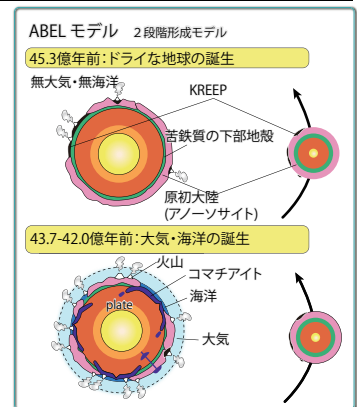 ABEL モデル ２段階形成モデル
45.3億年前：ドライな地球の誕生
無大気・無海洋
KREEP
苦鉄質の下部地殻
原初大陸
(アノーソサイト)
43.7-42.0億年前：大気・海洋の誕生
火山
コマチアイト
海洋
plate
大気